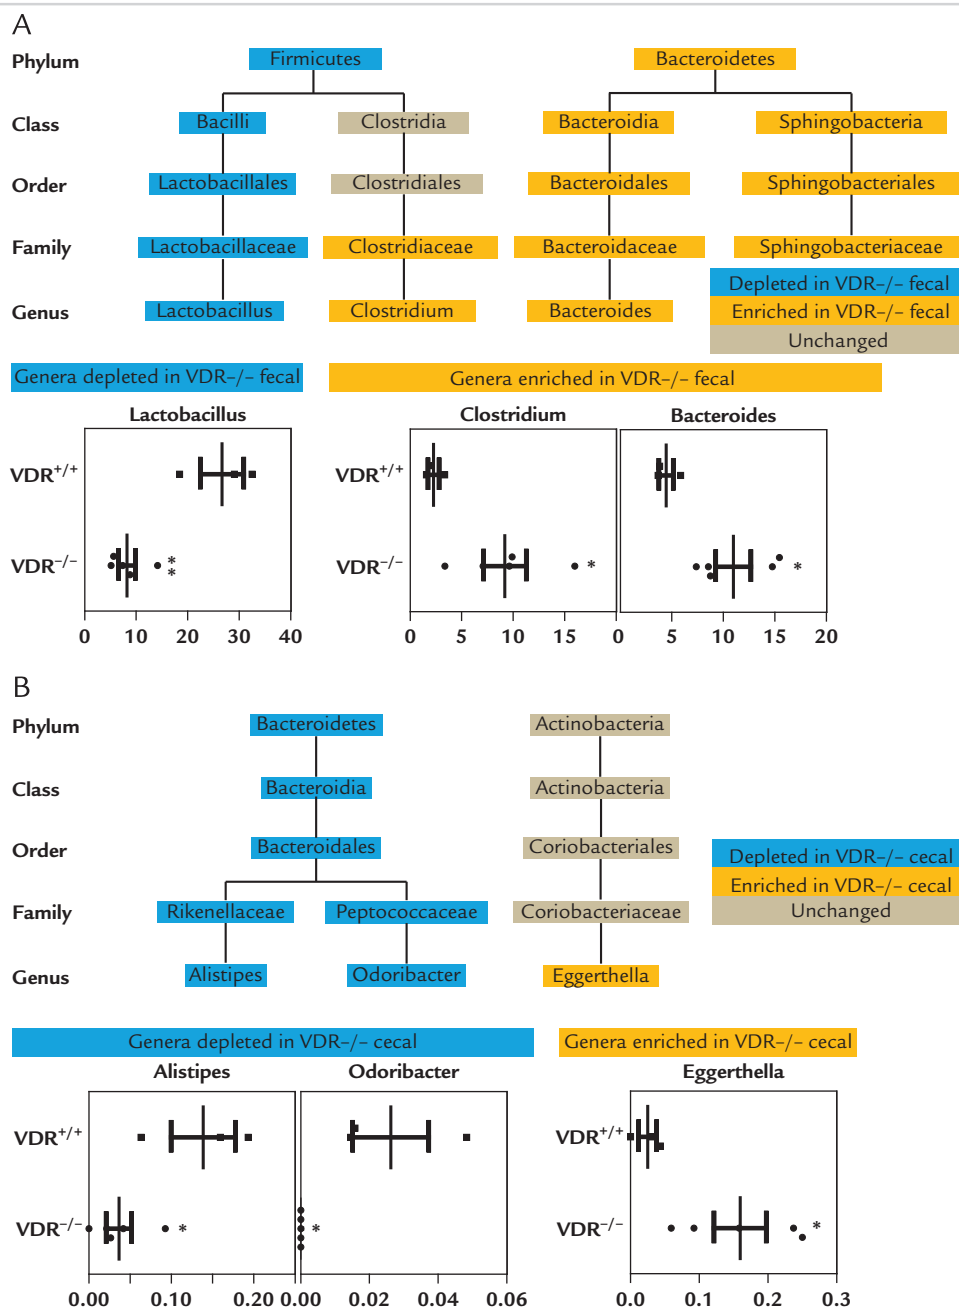 A
Phylum Firmicutes Bacteroidetes
Class Bacilli Clostridia Bacteroidia Sphingobacteria
Order Lactobacillales Clostridiales Bacteroidales Sphingobacteriales
Family Lactobacillaceae Clostridiaceae Bacteroidaceae Sphingobacteriaceae
Genus Lactobacillus Clostridium Bacteroides
Depleted in VDR−/− fecal
Enriched in VDR−/− fecal
Unchanged
Genera depleted in VDR−/− fecal Genera enriched in VDR−/− fecal
Lactobacillus Clostridium Bacteroides
VDR+/+ VDR+/+
VDR−/− * * VDR−/− * *
0 10 20 30 40 0 5 10 15 0 5 10 15 20
B
Phylum Bacteroidetes Actinobacteria
Class Bacteroidia Actinobacteria
Order Bacteroidales Coriobacteriales
Family Rikenellaceae Peptococcaceae Coriobacteriaceae
Genus Alistipes Odoribacter Eggerthella
Depleted in VDR−/− cecal
Enriched in VDR−/− cecal
Unchanged
Genera depleted in VDR−/− cecal Genera enriched in VDR−/− cecal
Alistipes Odoribacter Eggerthella
VDR+/+ VDR+/+
VDR−/− * * VDR−/− *
0.00 0.10 0.20 0.00 0.02 0.04 0.06 0.0 0.1 0.2 0.3